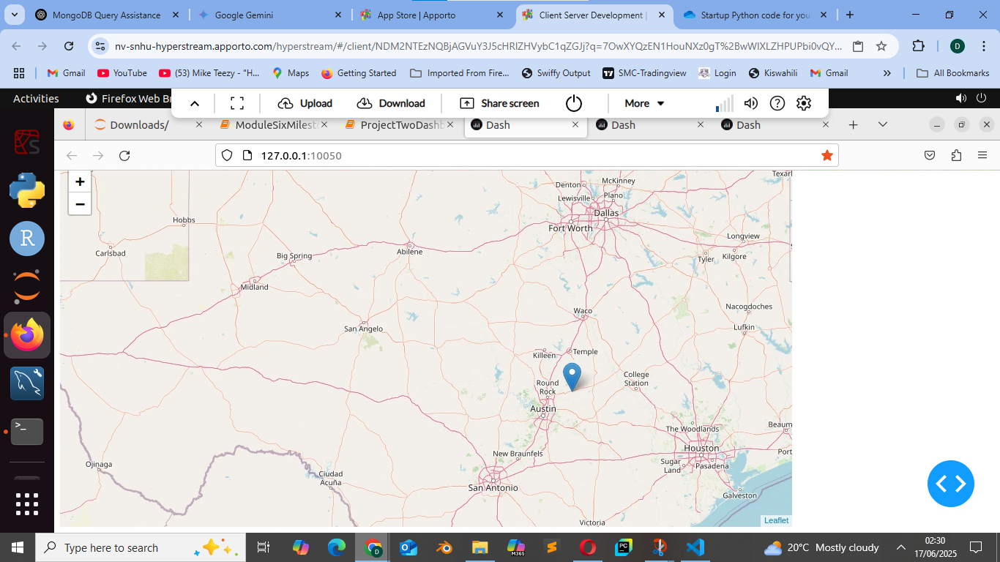 MongoDB Query Assistance
Google Gemini
App Store | Apporto
Client Server Development |
Startup Python code for you
nv-snhu-hyperstream.apporto.com/hyperstream/#/client/NDM2NTEzNQBjAGVuY3J5cHRlZHVybC1qZGJj?q=7OwXYQzEN1HouNXz0gT%2BwWlXLZHPUPbi0vQY...
D
Gmail
YouTube
(53) Mike Teezy - "H...
Maps
Getting Started
Imported From Fire...
Swiffy Output
SMC-Tradingview
Login
Kiswahili
Gmail
All Bookmarks
Activities
Firefox Web Br
Upload
Download
Share screen
More
Downloads/
ModuleSixMilest
ProjectTwoDashb
Dash
Dash
Dash
127.0.0.1:10050
+
−
Denton
McKinney
Texar
Lewisville
Plano
Dallas
Hobbs
Fort Worth
Longview
Carlsbad
Big Spring
Abilene
Tyler
Kilgore
Midland
Waco
Nacogdoches
San Angelo
Lufkin
Killeen
Temple
Round
Rock
College
Station
Austin
The Woodlands
Beaum
Houston
New Braunfels
Port
Sugar
Land
Pasadena
Ojinaga
Ciudad
Acuña
San Antonio
Galveston
Victoria
Leaflet
Type here to search
20°C Mostly cloudy
02:30
17/06/2025